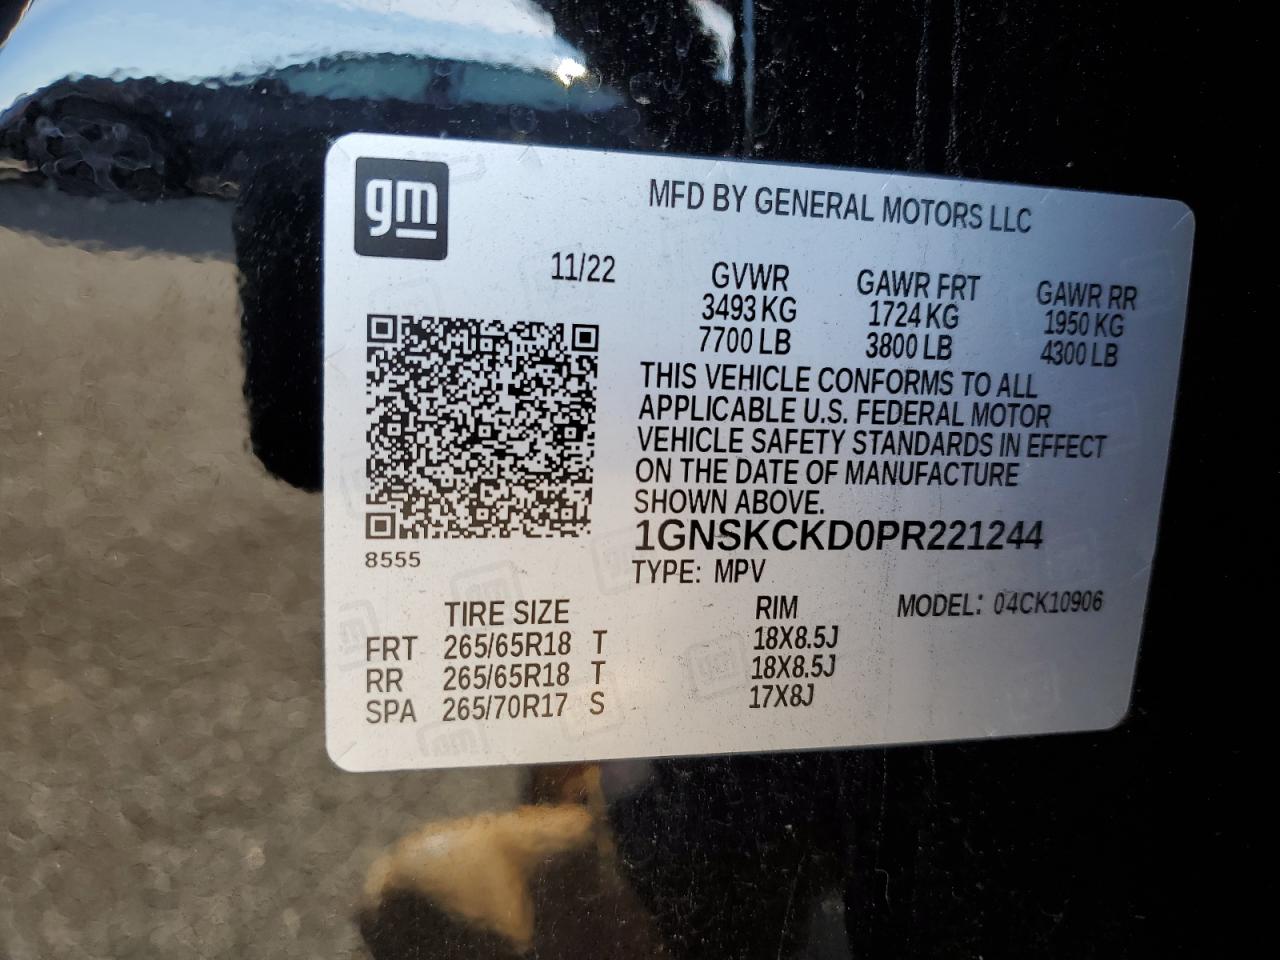 gm
MFD BY GENERAL MOTORS LLC
11/22
GVWR GAWR FRT GAWR RR
3493 KG 1724 KG 1950 KG
7700 LB 3800 LB 4300 LB
THIS VEHICLE CONFORMS TO ALL
APPLICABLE U.S. FEDERAL MOTOR
VEHICLE SAFETY STANDARDS IN EFFECT
ON THE DATE OF MANUFACTURE
SHOWN ABOVE.
1GNSKCKD0PR221244
8555
TYPE: MPV
TIRE SIZE RIM MODEL: 04CK10906
FRT 265/65R18 T 18X8.5J
RR 265/65R18 T 18X8.5J
SPA 265/70R17 S 17X8J